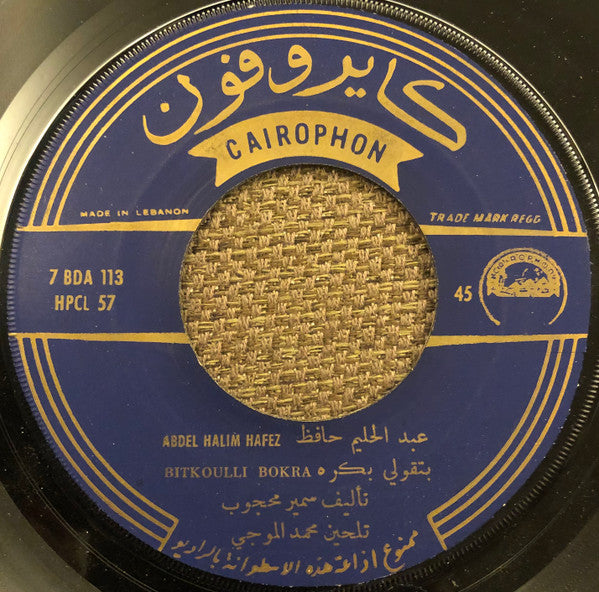 كايروفون
CAIROPHON
MADE IN LEBANON
TRADE MARK REGD
7 BDA 113
HPCL 57
45
ABDEL HALIM HAFEZ عبد الحليم حافظ
BITKOULLI BOKRA بتقولي بكره
تأليف سمير محجوب
تلحين محمد الموجي
ممنوع اذاعة هذه الاسطوانة بالراديو